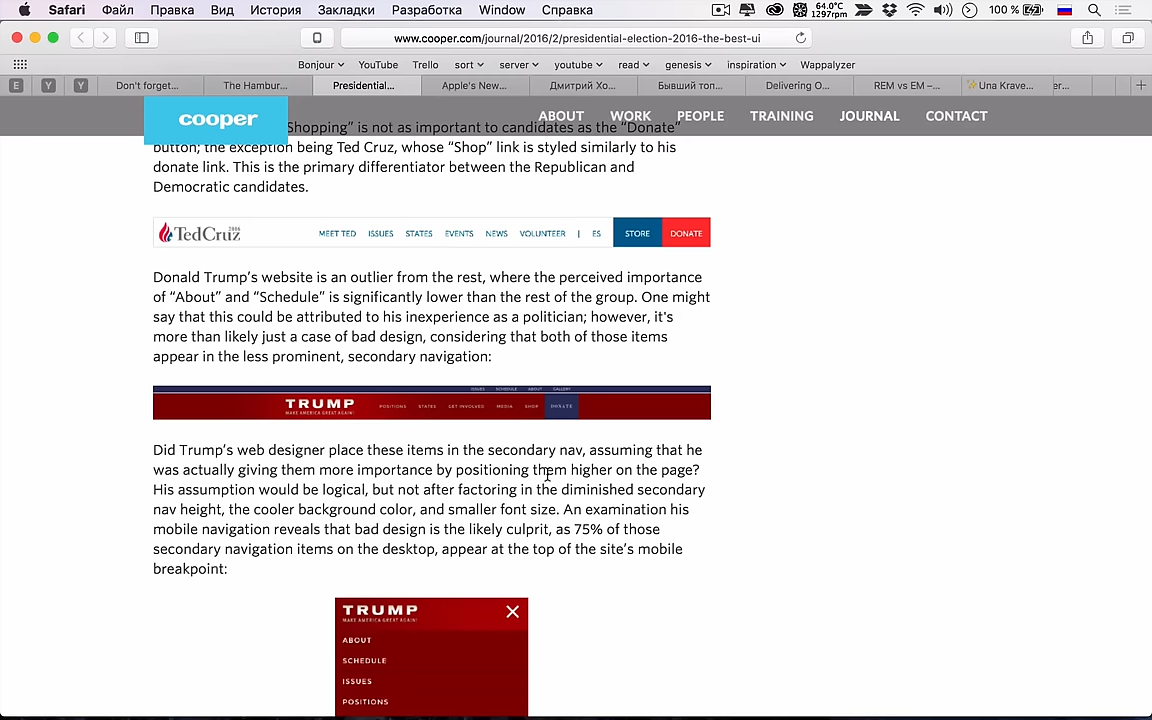 Safari Файл Правка Вид История Закладки Разработка Window Справка 64.0°C 1297rpm 100 %
www.cooper.com/journal/2016/2/presidential-election-2016-the-best-ui
Bonjour YouTube Trello sort server youtube read genesis inspiration Wappalyzer
E Y Y Don't forget... The Hambur... Presidential... Apple's New... Дмитрий Хо... Бывший топ... Delivering O... REM vs EM –... Una Krave... er...
cooper ABOUT WORK PEOPLE TRAINING JOURNAL CONTACT
Shopping” is not as important to candidates as the “Donate”
button; the exception being Ted Cruz, whose “Shop” link is styled similarly to his
donate link. This is the primary differentiator between the Republican and
Democratic candidates.
TedCruz 2016 MEET TED ISSUES STATES EVENTS NEWS VOLUNTEER | ES STORE DONATE
Donald Trump’s website is an outlier from the rest, where the perceived importance
of “About” and “Schedule” is significantly lower than the rest of the group. One might
say that this could be attributed to his inexperience as a politician; however, it's
more than likely just a case of bad design, considering that both of those items
appear in the less prominent, secondary navigation:
ISSUES SCHEDULE ABOUT GALLERY
TRUMP POSITIONS STATES GET INVOLVED MEDIA SHOP DONATE
MAKE AMERICA GREAT AGAIN!
Did Trump’s web designer place these items in the secondary nav, assuming that he
was actually giving them more importance by positioning them higher on the page?
His assumption would be logical, but not after factoring in the diminished secondary
nav height, the cooler background color, and smaller font size. An examination his
mobile navigation reveals that bad design is the likely culprit, as 75% of those
secondary navigation items on the desktop, appear at the top of the site’s mobile
breakpoint:
TRUMP
MAKE AMERICA GREAT AGAIN!
ABOUT
SCHEDULE
ISSUES
POSITIONS